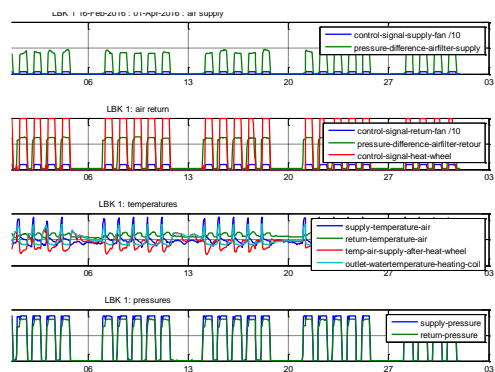 LBK 1 16-Feb-2016 : 01-Apr-2016 : air supply
control-signal-supply-fan /10
pressure-difference-airfilter-supply
06 13 20 27 03
LBK 1: air return
control-signal-return-fan /10
pressure-difference-airfilter-retour
control-signal-heat-wheel
06 13 20 27 03
LBK 1: temperatures
supply-temperature-air
return-temperature-air
temp-air-supply-after-heat-wheel
outlet-watertemperature-heating-coil
06 13 20 27 03
LBK 1: pressures
supply-pressure
return-pressure
06 13 20 27 03